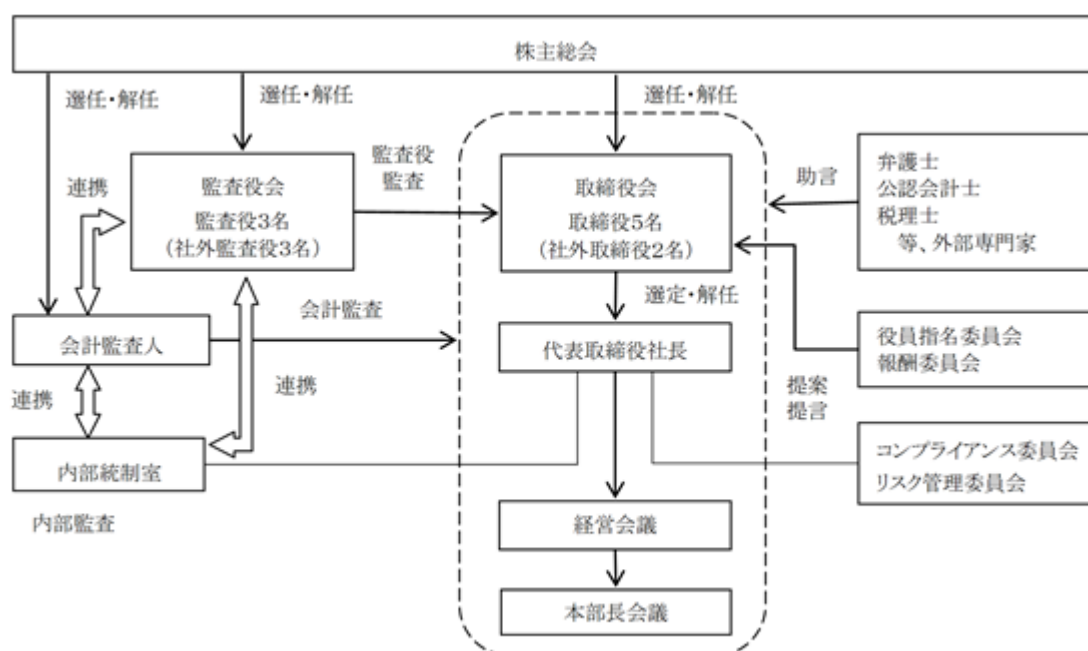 株主総会
選任・解任
選任・解任
選任・解任
連携
監査役会
監査役3名
（社外監査役3名）
監査役
監査
取締役会
取締役5名
（社外取締役2名）
助言
弁護士
公認会計士
税理士
等、外部専門家
選定・解任
会計監査人
会計監査
代表取締役社長
役員指名委員会
報酬委員会
連携
連携
提案
提言
内部統制室
コンプライアンス委員会
リスク管理委員会
内部監査
経営会議
本部長会議